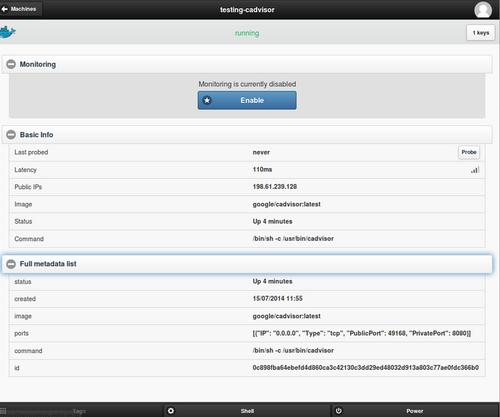 Machines
testing-cadvisor
running
1 keys
Monitoring
Monitoring is currently disabled
Enable
Basic Info
Last probed never Probe
Latency 110ms
Public IPs 198.61.239.128
Image google/cadvisor:latest
Status Up 4 minutes
Command /bin/sh -c /usr/bin/cadvisor
Full metadata list
status Up 4 minutes
created 15/07/2014 11:55
image google/cadvisor:latest
ports [{"IP": "0.0.0.0", "Type": "tcp", "PublicPort": 49168, "PrivatePort": 8080}]
command /bin/sh -c /usr/bin/cadvisor
id 0c898fba64ebefd4d860ca3c42130c3dd29ed48032d913a803c77ae0fdc366b0
Tags Shell Power